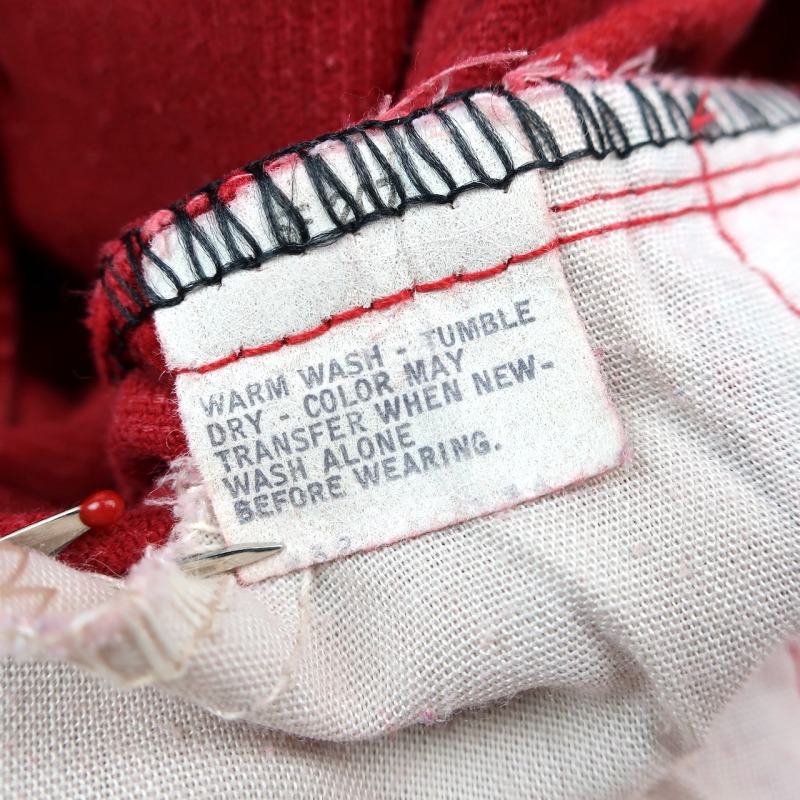 WARM WASH - TUMBLE
DRY - COLOR MAY
TRANSFER WHEN NEW-
WASH ALONE
BEFORE WEARING.